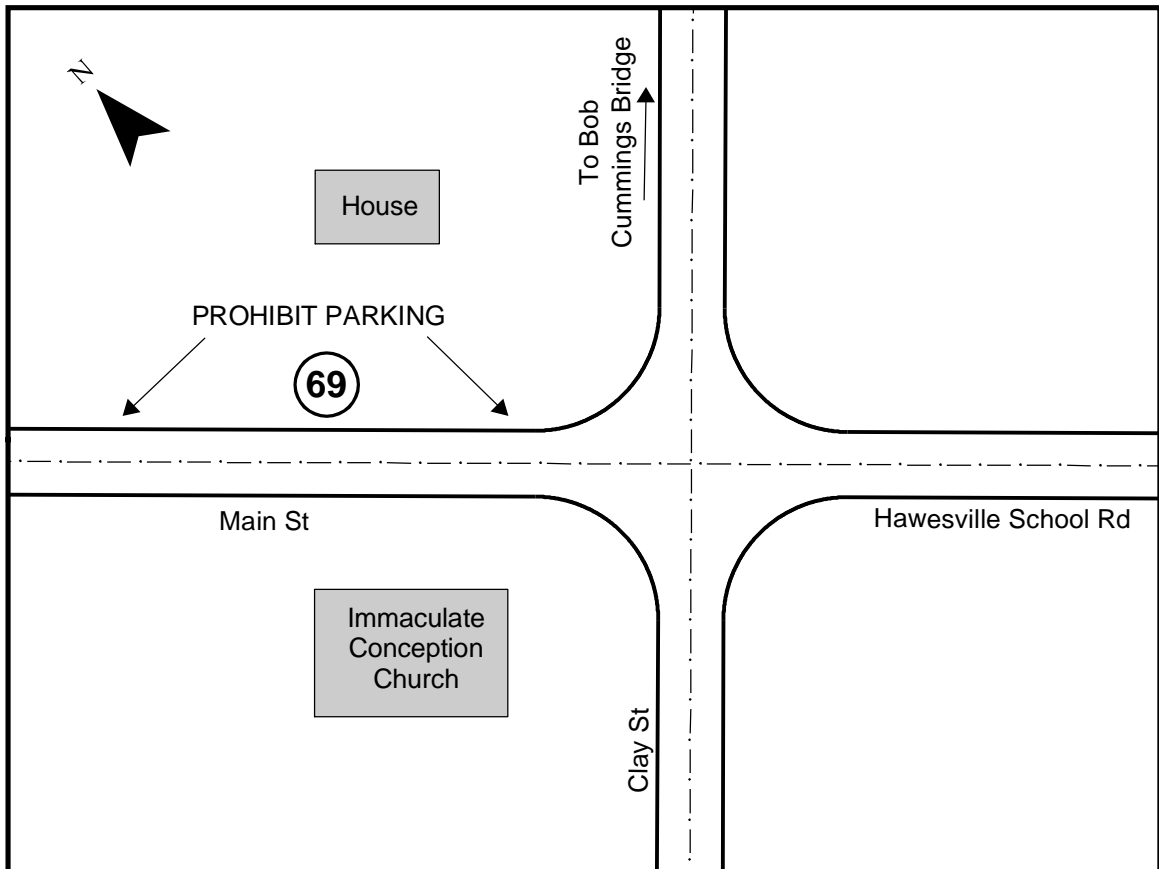 N
To Bob
Cummings Bridge
House
PROHIBIT PARKING
69
Main St
Hawesville School Rd
Immaculate
Conception
Church
Clay St